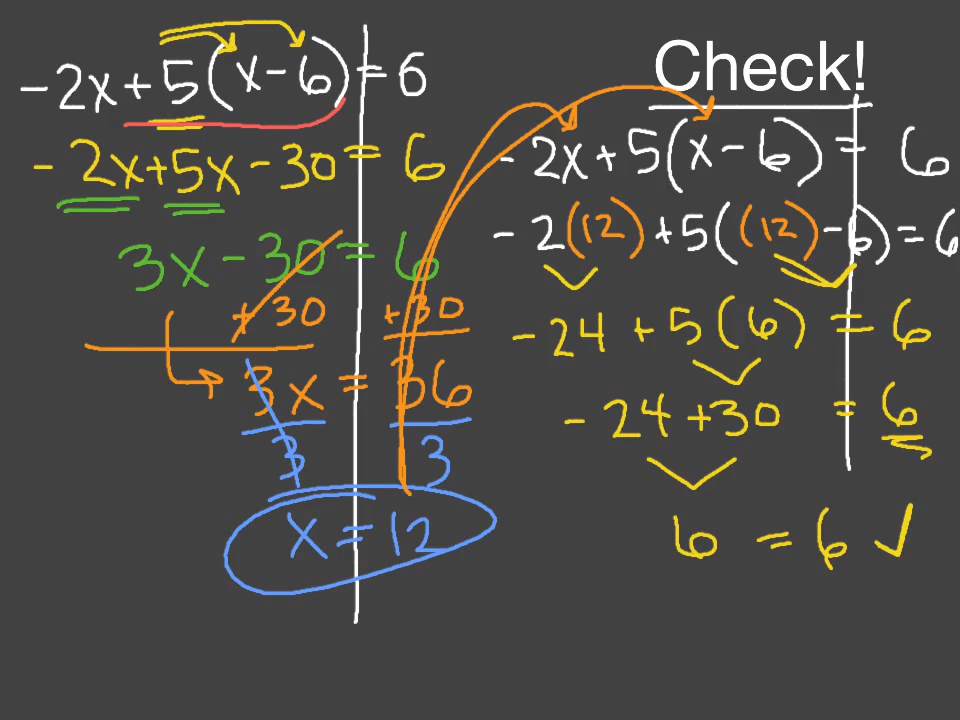 -2x+5(x-6)=6
-2x+5x-30=6
3x-30=6
+30 +30
3x=36
3 3
x=12
Check!
-2x+5(x-6)=6
-2(12)+5((12)-6)=6
-24+5(6)=6
-24+30=6
6=6✓